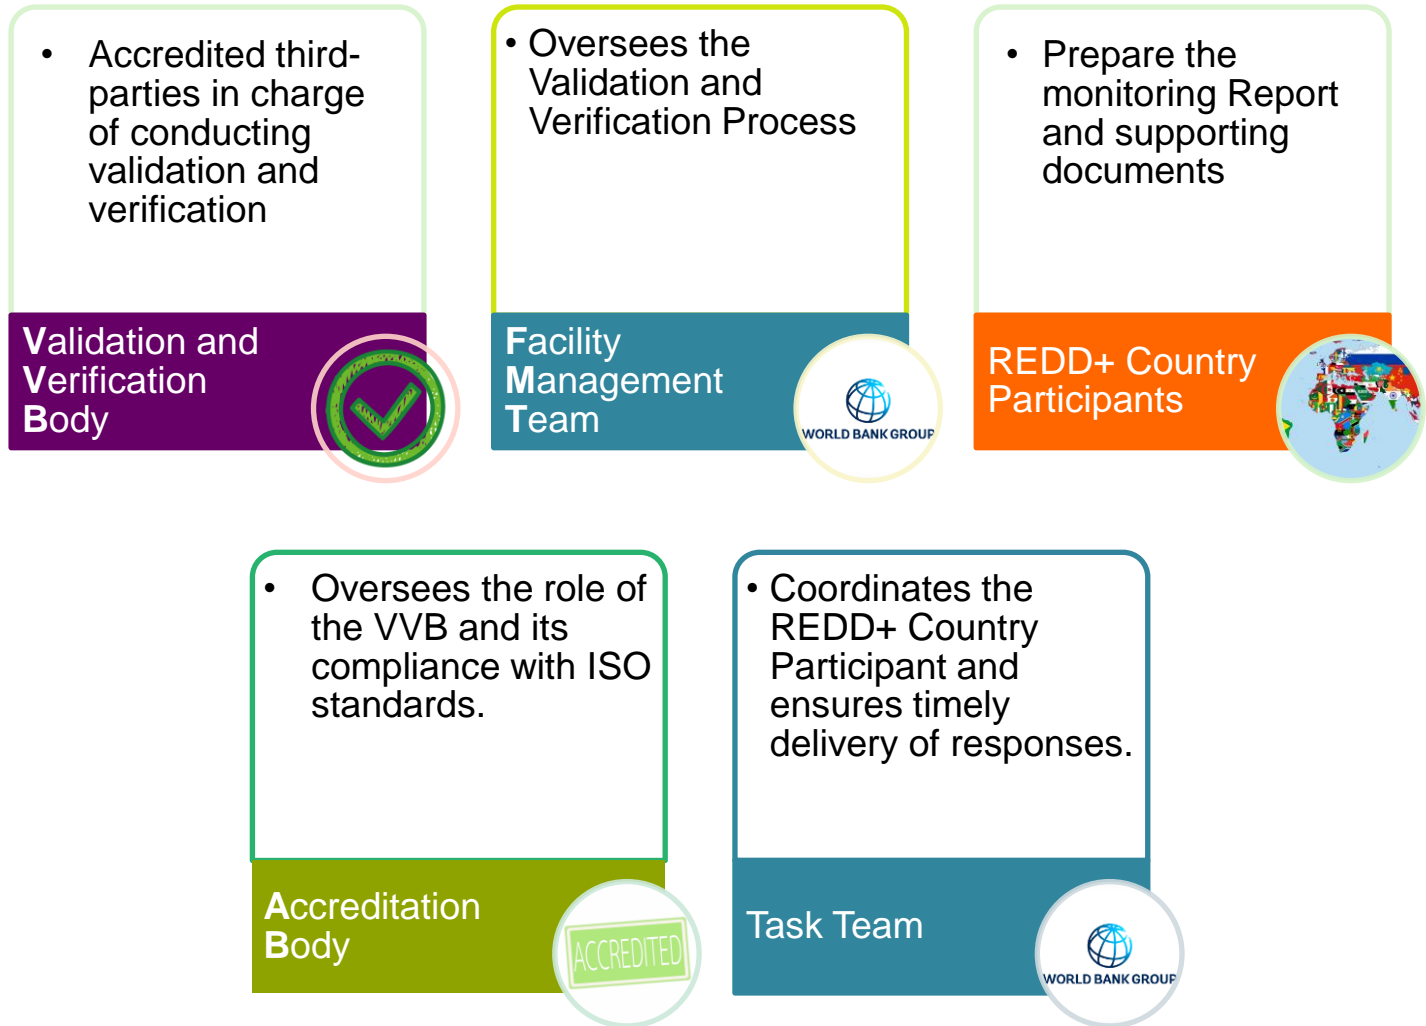 • Accredited third-
parties in charge
of conducting
validation and
verification
Validation and
Verification
Body
• Oversees the
Validation and
Verification Process
Facility
Management
Team
WORLD BANK GROUP
• Prepare the
monitoring Report
and supporting
documents
REDD+ Country
Participants
• Oversees the role of
the VVB and its
compliance with ISO
standards.
Accreditation
Body
ACCREDITED
• Coordinates the
REDD+ Country
Participant and
ensures timely
delivery of responses.
Task Team
WORLD BANK GROUP